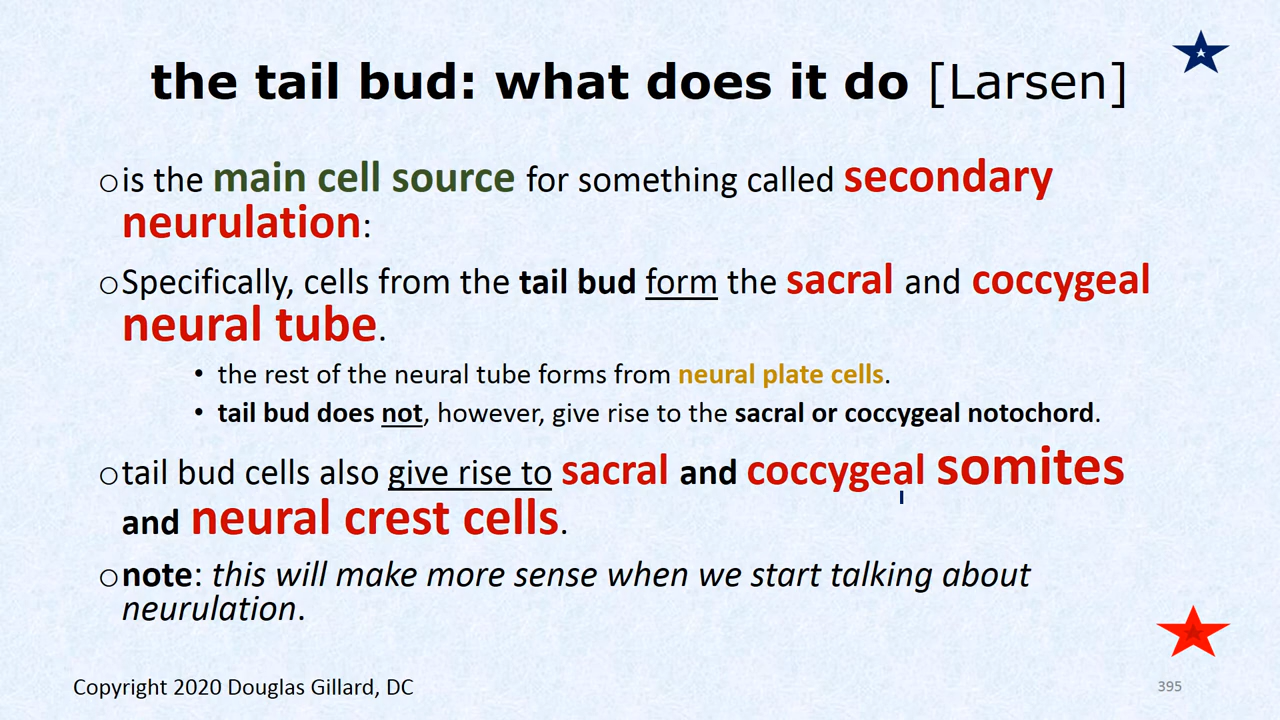 the tail bud: what does it do [Larsen]
○is the main cell source for something called secondary
neurulation:
○Specifically, cells from the tail bud form the sacral and coccygeal
neural tube.
• the rest of the neural tube forms from neural plate cells.
• tail bud does not, however, give rise to the sacral or coccygeal notochord.
○tail bud cells also give rise to sacral and coccygeal somites
and neural crest cells.
○note: this will make more sense when we start talking about
neurulation.
Copyright 2020 Douglas Gillard, DC
395